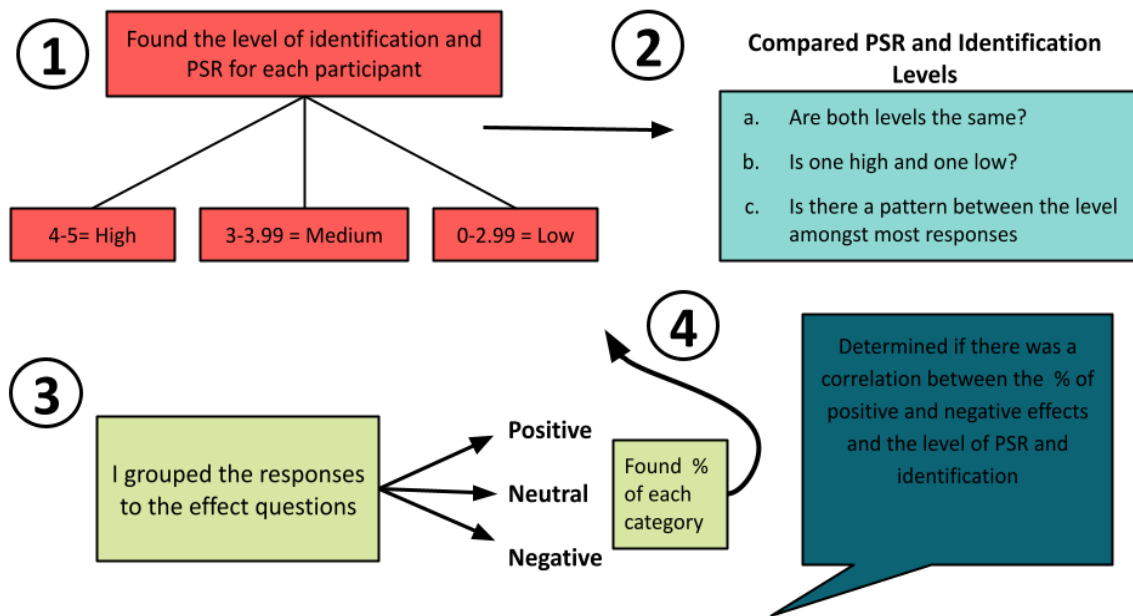 1
Found the level of identification and
PSR for each participant
4-5= High
3-3.99 = Medium
0-2.99 = Low
2
Compared PSR and Identification
Levels
a. Are both levels the same?
b. Is one high and one low?
c. Is there a pattern between the level
amongst most responses
3
I grouped the responses
to the effect questions
Positive
Neutral
Negative
Found %
of each
category
4
Determined if there was a
correlation between the % of
positive and negative effects
and the level of PSR and
identification